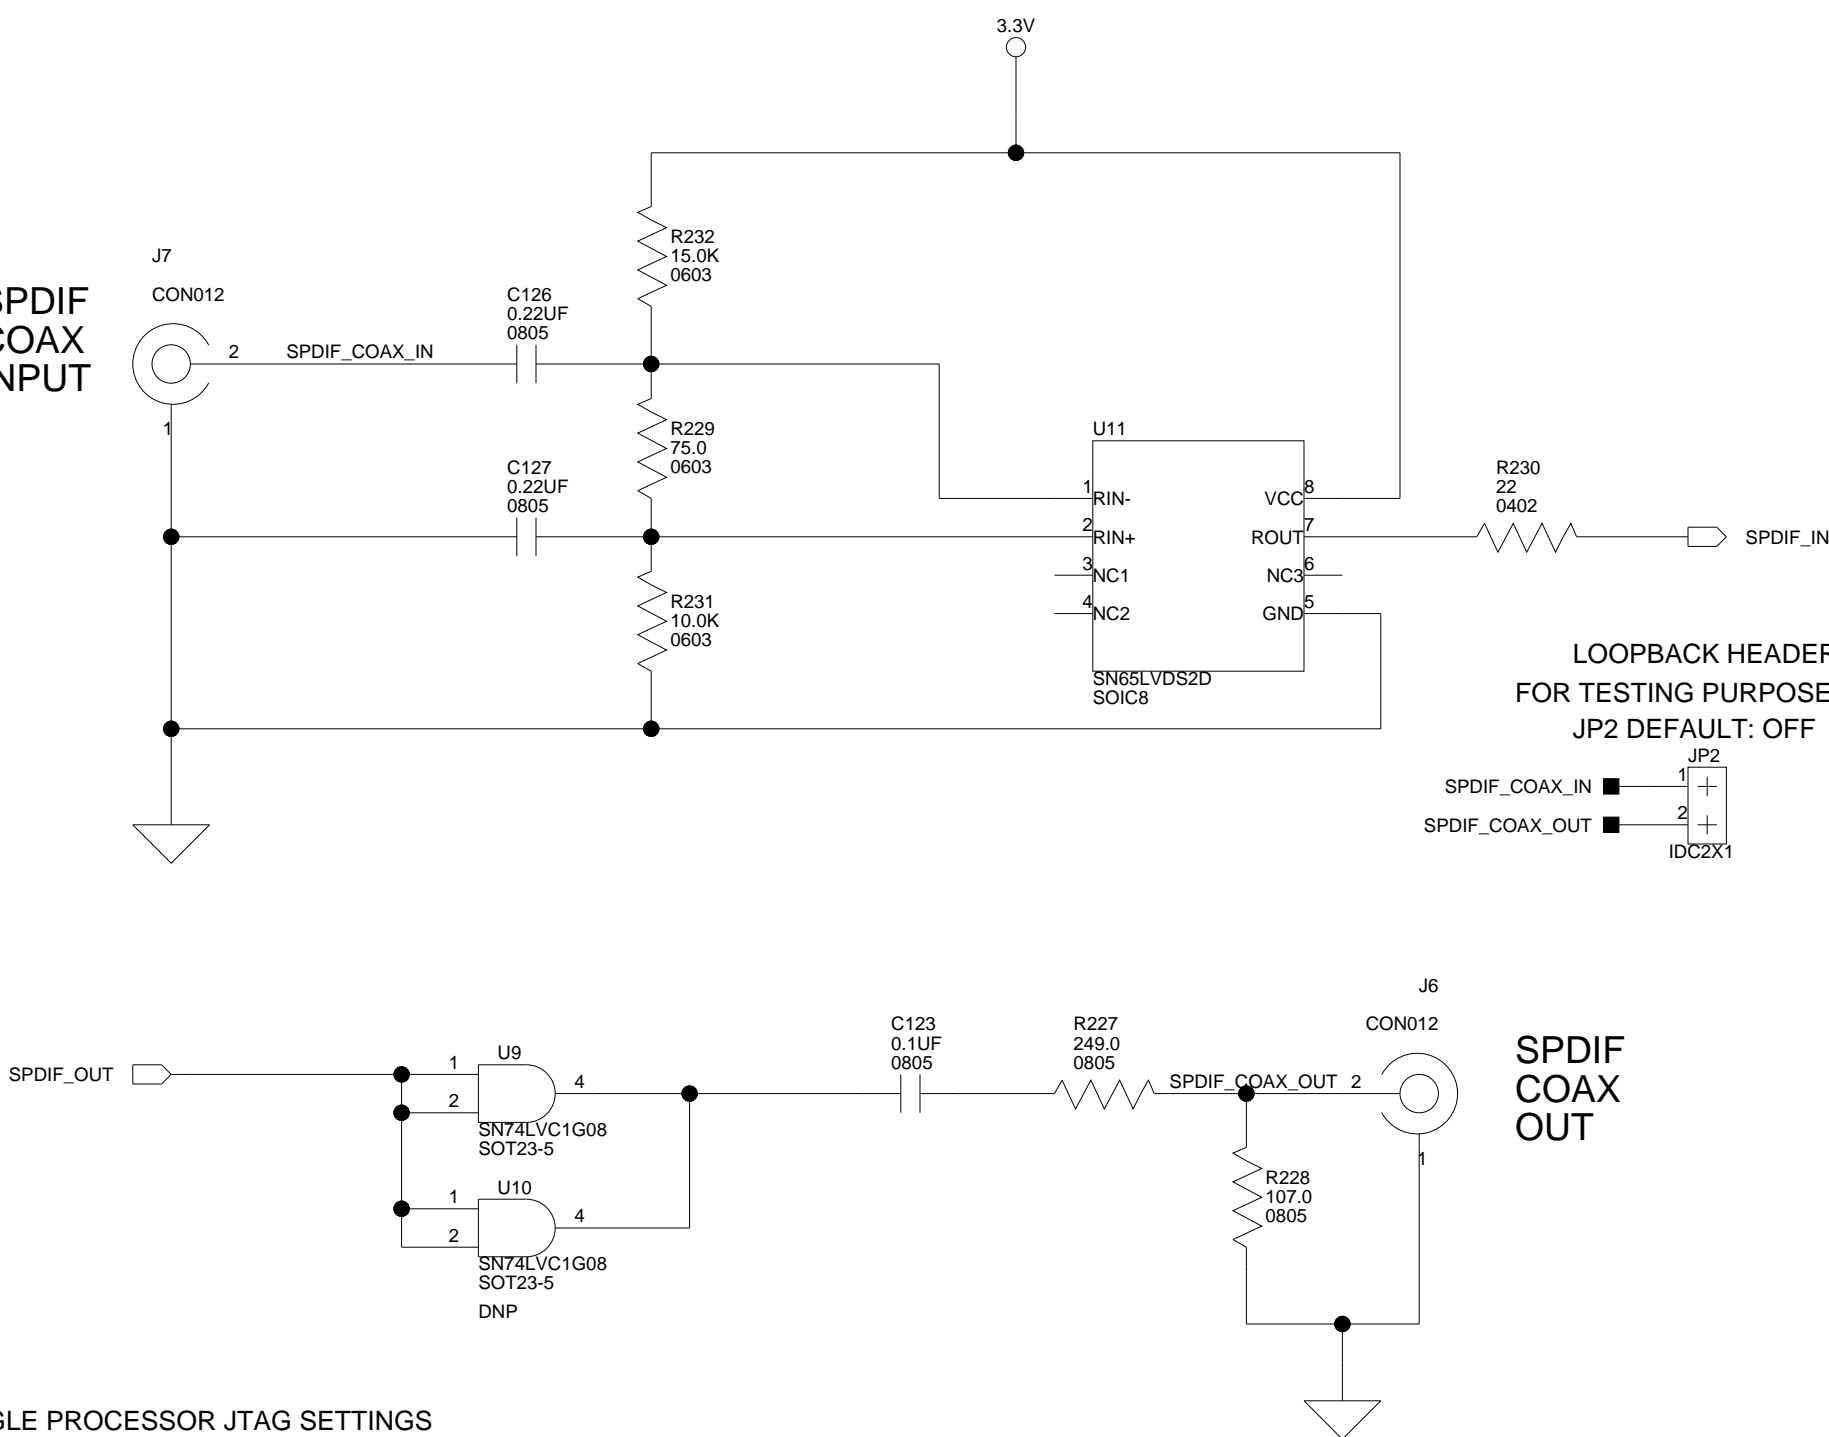 3.3V
J7
CON012
SPDIF
COAX
INPUT
2
SPDIF_COAX_IN
1
C126
0.22UF
0805
R232
15.0K
0603
R229
75.0
0603
C127
0.22UF
0805
R231
10.0K
0603
U11
1
RIN-
2
RIN+
3
NC1
4
NC2
VCC
8
ROUT
7
NC3
6
GND
5
SN65LVDS2D
SOIC8
R230
22
0402
SPDIF_IN
LOOPBACK HEADER
FOR TESTING PURPOSE
JP2 DEFAULT: OFF
JP2
SPDIF_COAX_IN
1
SPDIF_COAX_OUT
2
IDC2X1
SPDIF_OUT
1
2
U9
4
SN74LVC1G08
SOT23-5
U10
1
2
4
SN74LVC1G08
SOT23-5
DNP
C123
0.1UF
0805
R227
249.0
0805
SPDIF_COAX_OUT
2
J6
CON012
1
SPDIF
COAX
OUT
R228
107.0
0805
GLE PROCESSOR JTAG SETTINGS